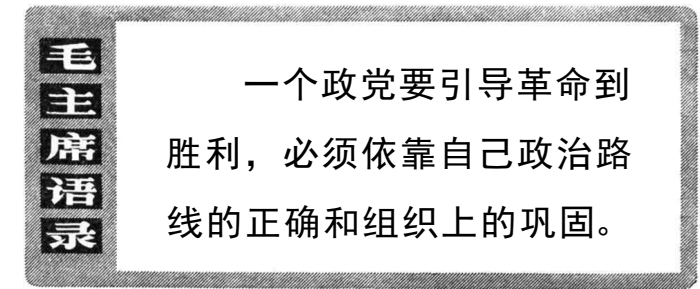 毛主席语录
一个政党要引导革命到
胜利，必须依靠自己政治路
线的正确和组织上的巩固。